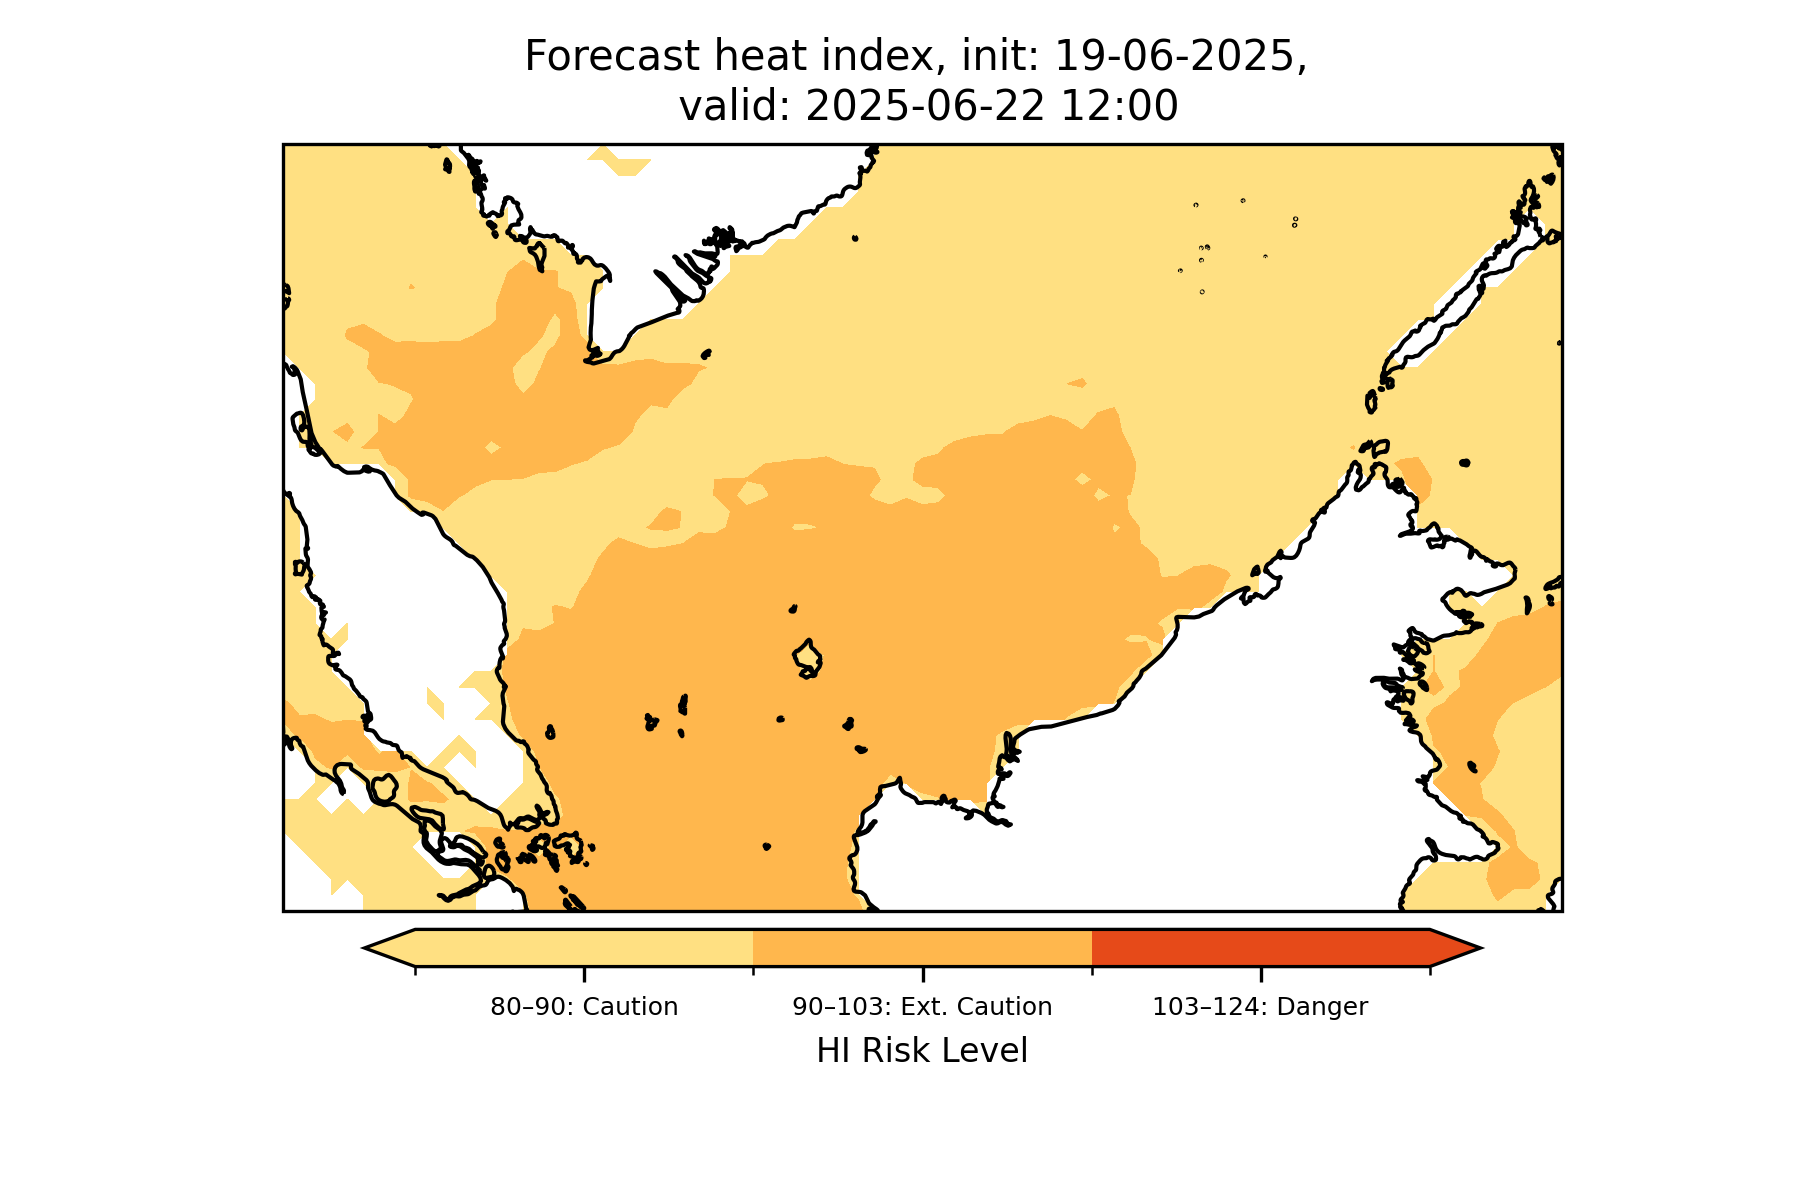 Forecast heat index, init: 19-06-2025,
valid: 2025-06-22 12:00
80–90: Caution
90–103: Ext. Caution
103–124: Danger
HI Risk Level